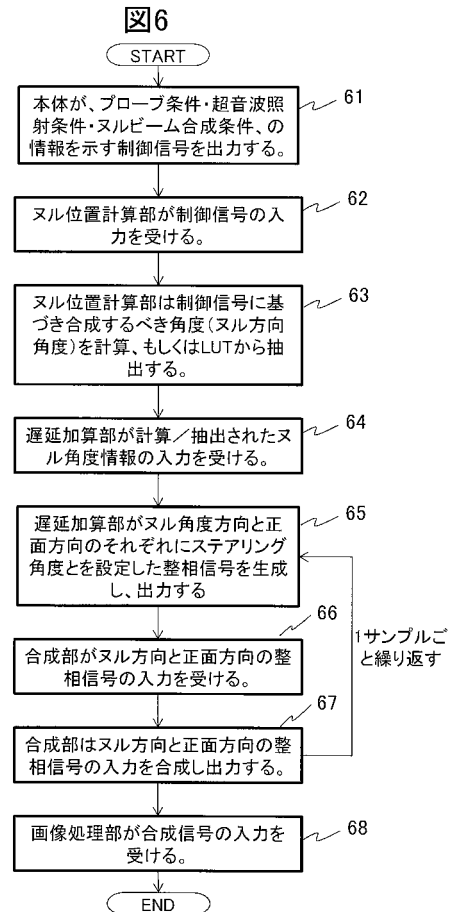 図6
START
本体が、プローブ条件・超音波照
射条件・ヌルビーム合成条件、の
情報を示す制御信号を出力する。
61
ヌル位置計算部が制御信号の入
力を受ける。
62
ヌル位置計算部は制御信号に基
づき合成するべき角度(ヌル方向
角度)を計算、もしくはLUTから抽
出する。
63
遅延加算部が計算/抽出されたヌ
ル角度情報の入力を受ける。
64
遅延加算部がヌル角度方向と正
面方向のそれぞれにステアリング
角度とを設定した整相信号を生成
し、出力する
65
合成部がヌル方向と正面方向の整
相信号の入力を受ける。
66
合成部はヌル方向と正面方向の整
相信号の入力を合成し出力する。
67
1サンプルご
と繰り返す
画像処理部が合成信号の入力を
受ける。
68
END